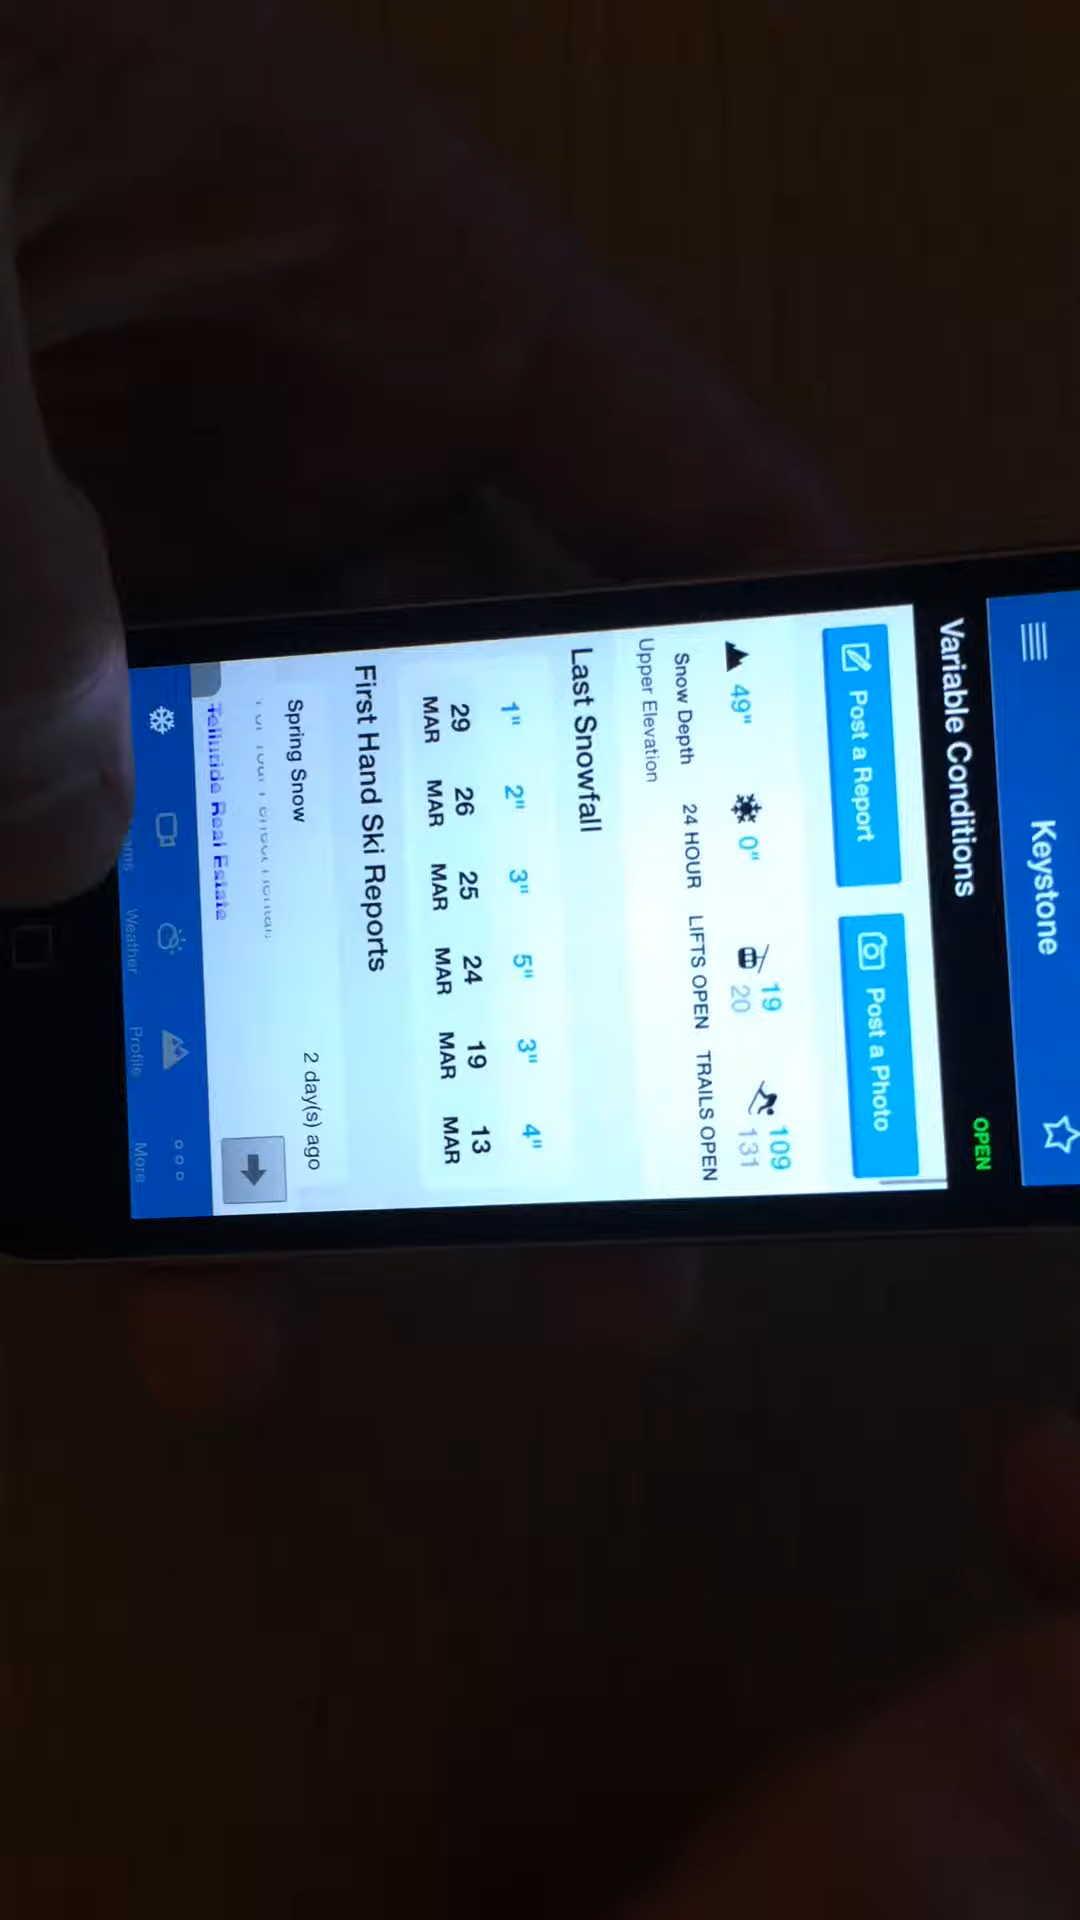 Keystone
Variable Conditions
OPEN
Post a Report
Post a Photo
49"
0"
19
20
109
131
Snow Depth
24 HOUR
LIFTS OPEN
TRAILS OPEN
Upper Elevation
Last Snowfall
1" 2" 3" 5" 3" 4"
29 26 25 24 19 13
MAR MAR MAR MAR MAR MAR
First Hand Ski Reports
Spring Snow
2 day(s) ago
Telluride Real Estate
Weather
Profile
More